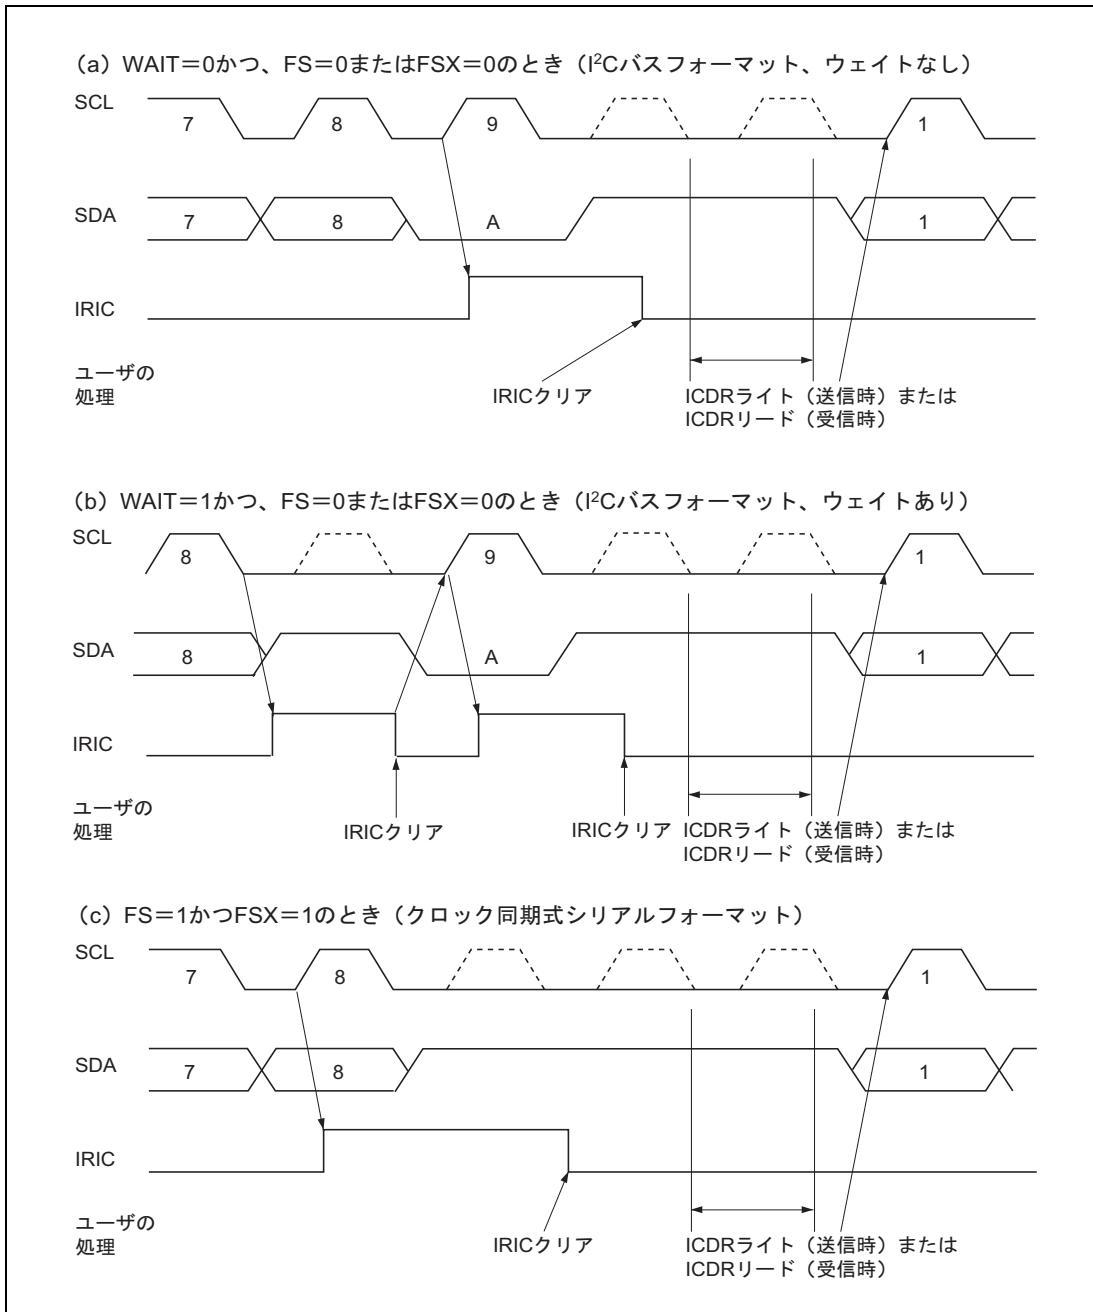 (a) WAIT=0かつ、FS=0またはFSX=0のとき(I²Cバスフォーマット、ウェイトなし)
SCL
7 8 9 1
SDA
7 8 A 1
IRIC
ユーザの
処理
IRICクリア
ICDRライト(送信時)または
ICDRリード(受信時)
(b) WAIT=1かつ、FS=0またはFSX=0のとき(I²Cバスフォーマット、ウェイトあり)
SCL
8 9 1
SDA
8 A 1
IRIC
ユーザの
処理
IRICクリア
IRICクリア
ICDRライト(送信時)または
ICDRリード(受信時)
(c) FS=1かつFSX=1のとき(クロック同期式シリアルフォーマット)
SCL
7 8 1
SDA
7 8 1
IRIC
ユーザの
処理
IRICクリア
ICDRライト(送信時)または
ICDRリード(受信時)